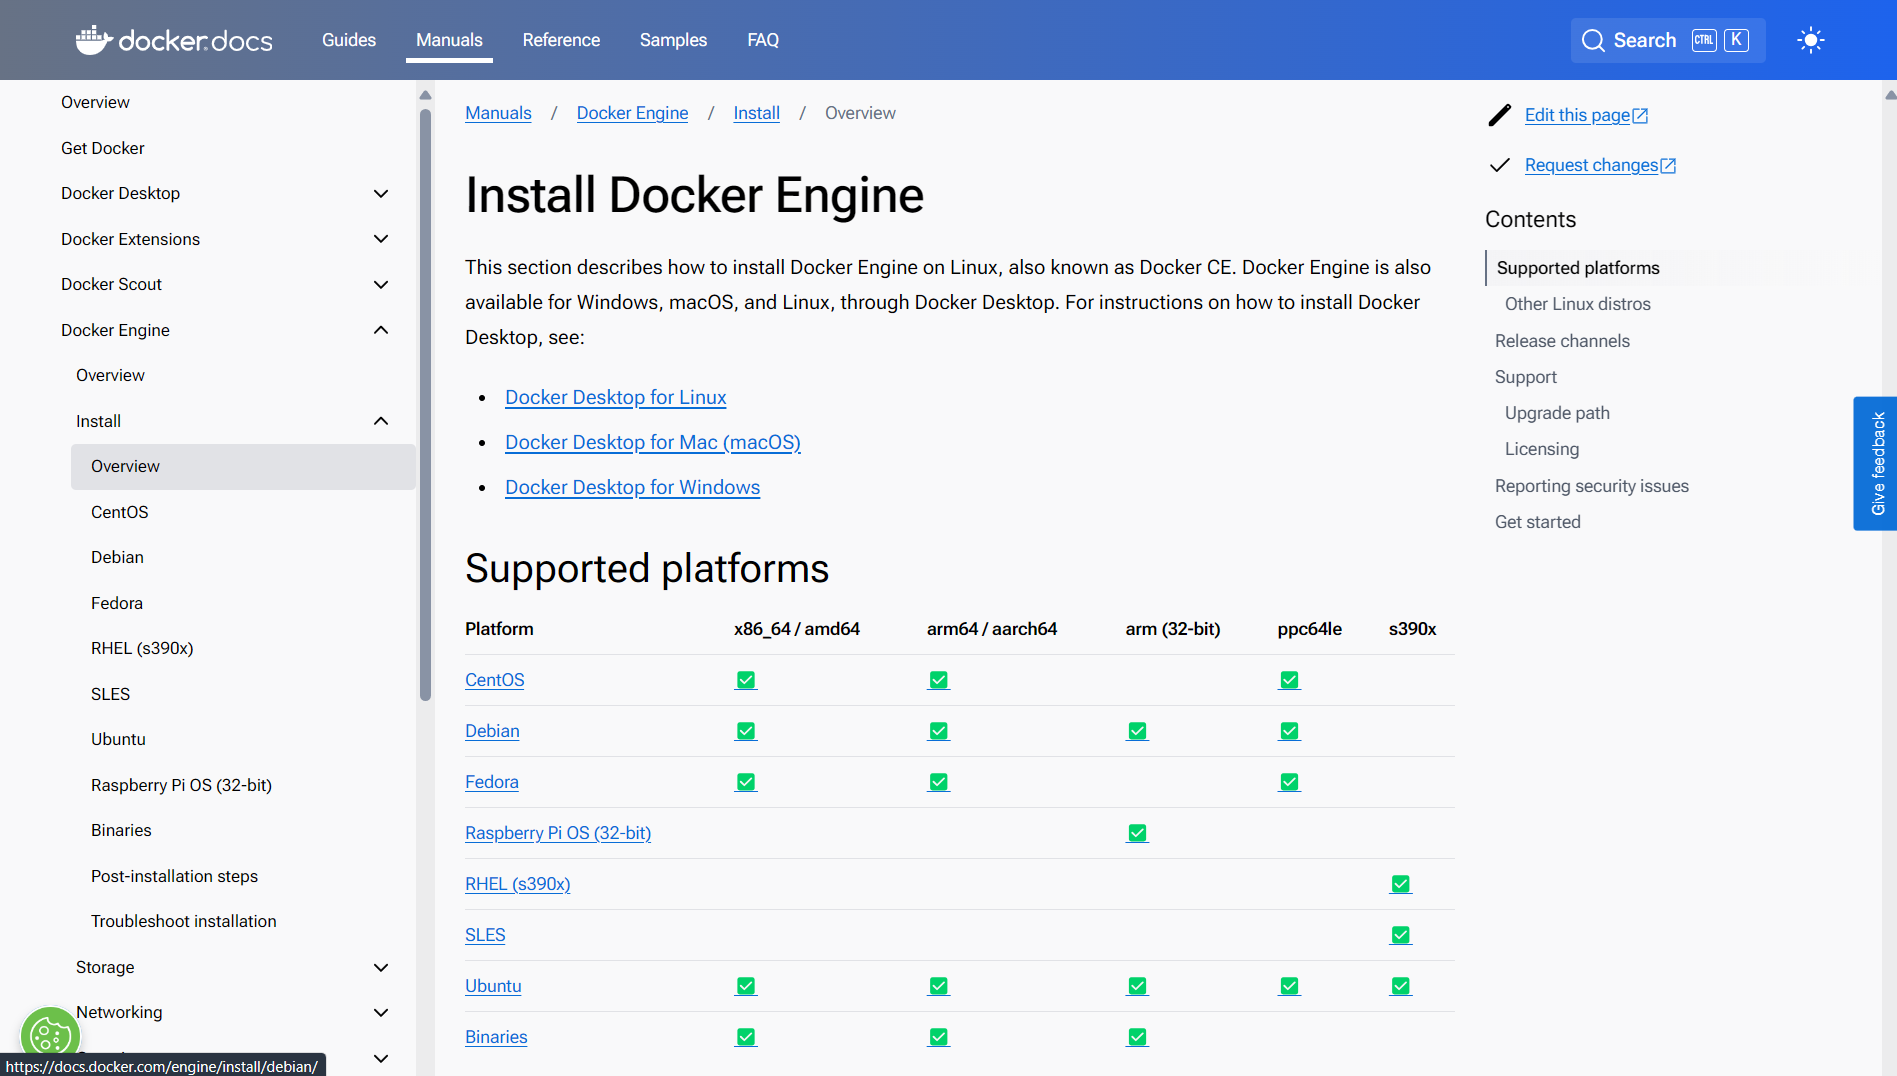 docker docs
Guides
Manuals
Reference
Samples
FAQ
Search CTRL K
Overview
Get Docker
Docker Desktop
Docker Extensions
Docker Scout
Docker Engine
Overview
Install
Overview
CentOS
Debian
Fedora
RHEL (s390x)
SLES
Ubuntu
Raspberry Pi OS (32-bit)
Binaries
Post-installation steps
Troubleshoot installation
Storage
Networking
https://docs.docker.com/engine/install/debian/
Manuals / Docker Engine / Install / Overview
Install Docker Engine
This section describes how to install Docker Engine on Linux, also known as Docker CE. Docker Engine is also
available for Windows, macOS, and Linux, through Docker Desktop. For instructions on how to install Docker
Desktop, see:
• Docker Desktop for Linux
• Docker Desktop for Mac (macOS)
• Docker Desktop for Windows
Supported platforms
Platform x86_64 / amd64 arm64 / aarch64 arm (32-bit) ppc64le s390x
CentOS
Debian
Fedora
Raspberry Pi OS (32-bit)
RHEL (s390x)
SLES
Ubuntu
Binaries
Edit this page
Request changes
Contents
Supported platforms
Other Linux distros
Release channels
Support
Upgrade path
Licensing
Reporting security issues
Get started
Give feedback